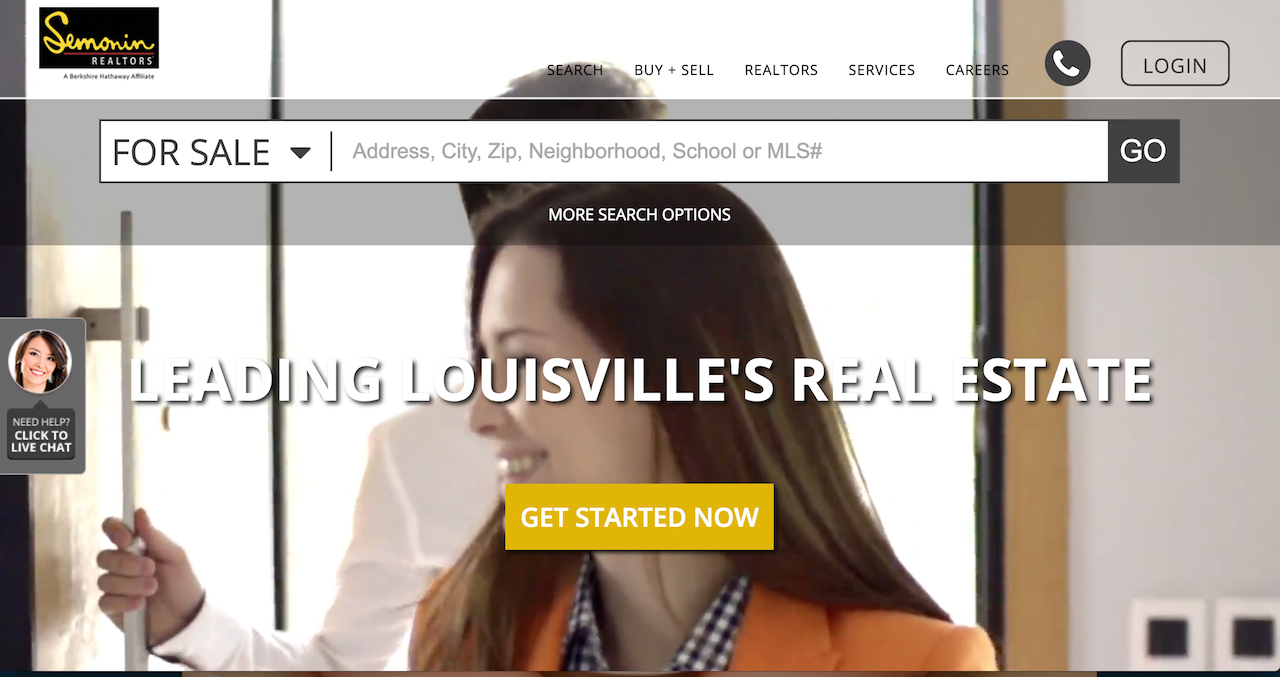 Semonin
REALTORS
A Berkshire Hathaway Affiliate
SEARCH BUY + SELL REALTORS SERVICES CAREERS LOGIN
FOR SALE Address, City, Zip, Neighborhood, School or MLS# GO
MORE SEARCH OPTIONS
LEADING LOUISVILLE'S REAL ESTATE
NEED HELP?
CLICK TO
LIVE CHAT
GET STARTED NOW